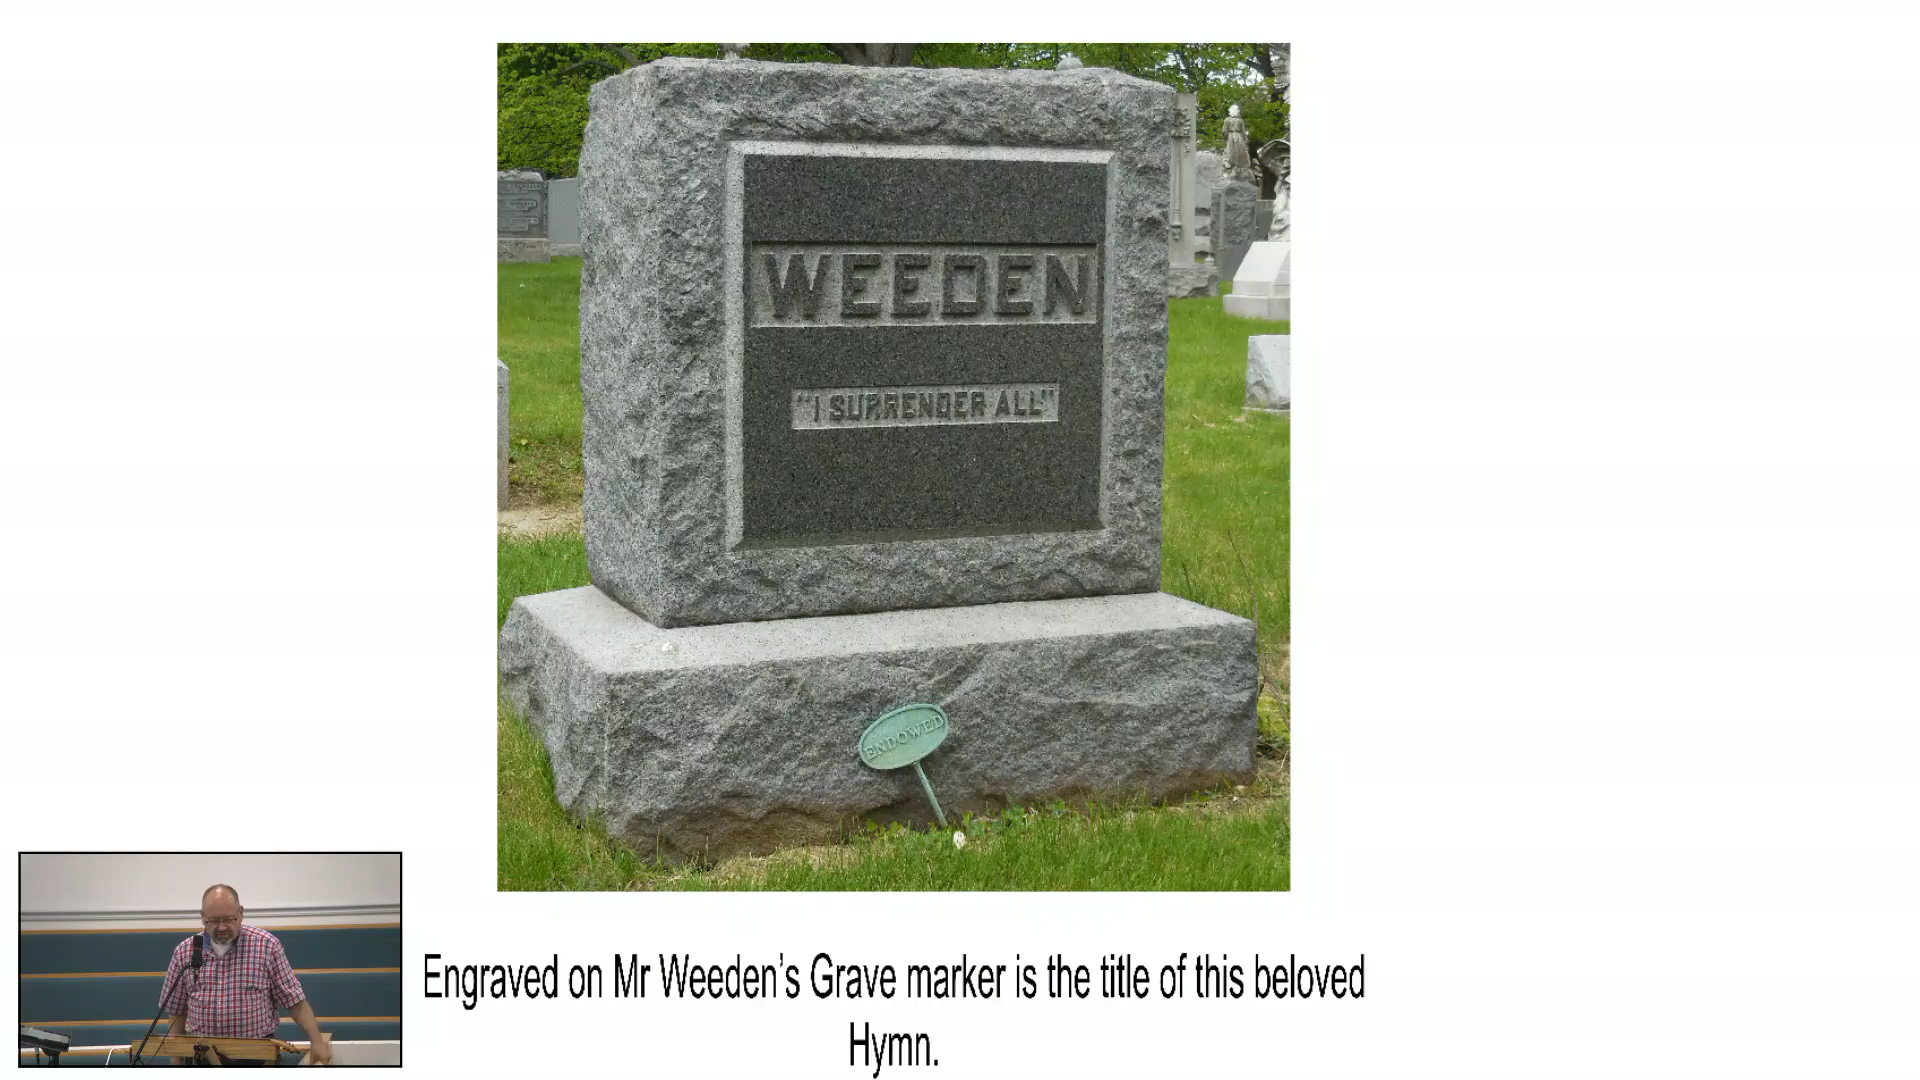 WEEDEN
"I SURRENDER ALL"
ENDOWED
Engraved on Mr Weeden's Grave marker is the title of this beloved
Hymn.